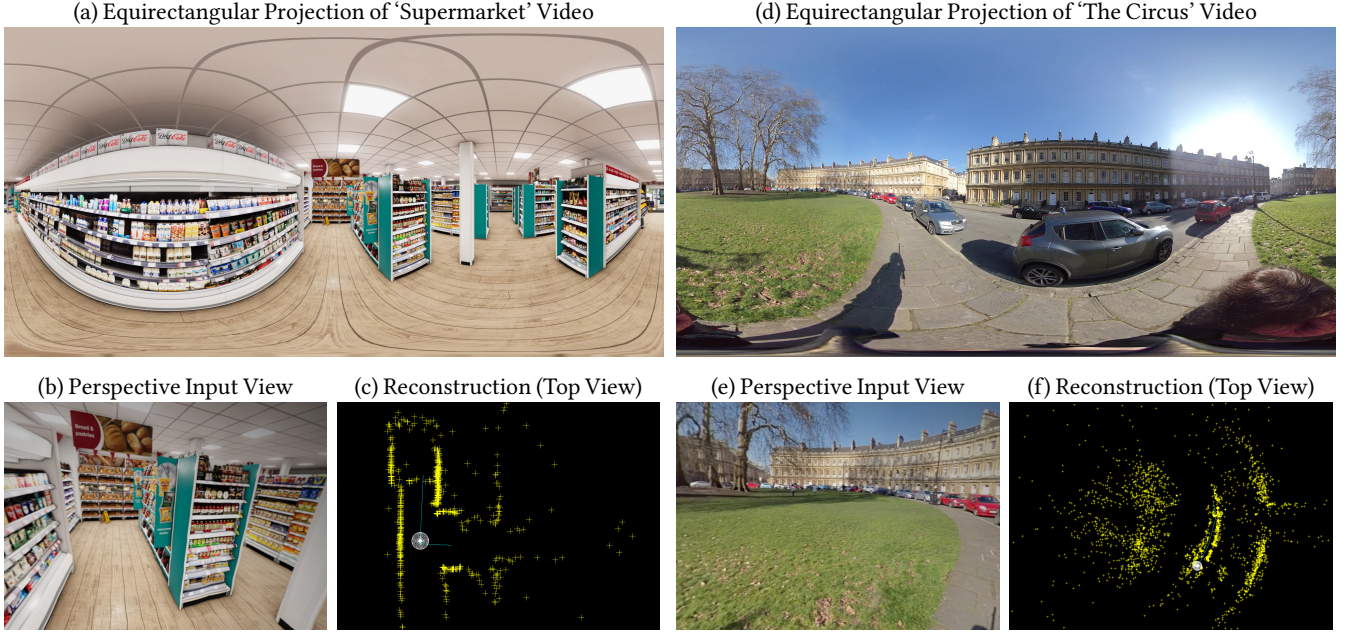 (a) Equirectangular Projection of ‘Supermarket’ Video
(d) Equirectangular Projection of ‘The Circus’ Video
(b) Perspective Input View
(c) Reconstruction (Top View)
(e) Perspective Input View
(f) Reconstruction (Top View)
Bread &
pastries